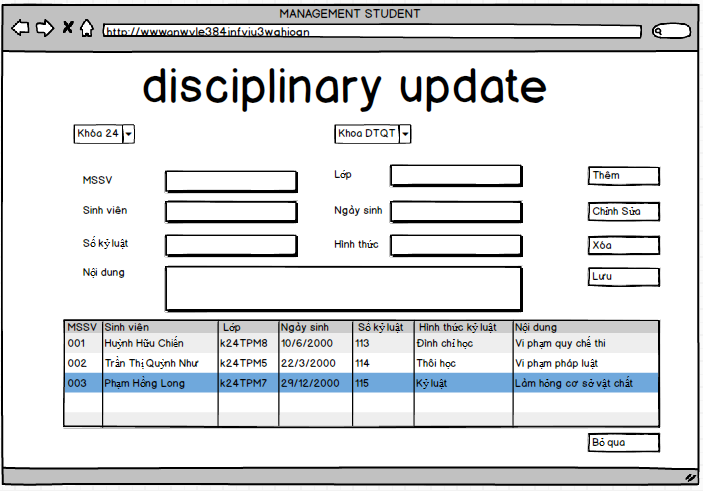 MANAGEMENT STUDENT
http://wwwanwvle384infviu3wahioan
disciplinary update
Khóa 24 Khoa DTQT
MSSV Lớp Thêm
Sinh viên Ngày sinh Chỉnh Sửa
Số kỷ luật Hình thức Xóa
Nội dung Lưu
MSSV Sinh viên Lớp Ngày sinh Số kỷ luật Hình thức kỷ luật Nội dung
001 Huỳnh Hữu Chiến k24TPM8 10/6/2000 113 Đình chỉ học Vi phạm quy chế thi
002 Trần Thị Quỳnh Như k24TPM5 22/3/2000 114 Thôi học Vi phạm pháp luật
003 Phạm Hồng Long k24TPM7 29/12/2000 115 Kỷ luật Làm hỏng cơ sở vật chất
Bỏ qua